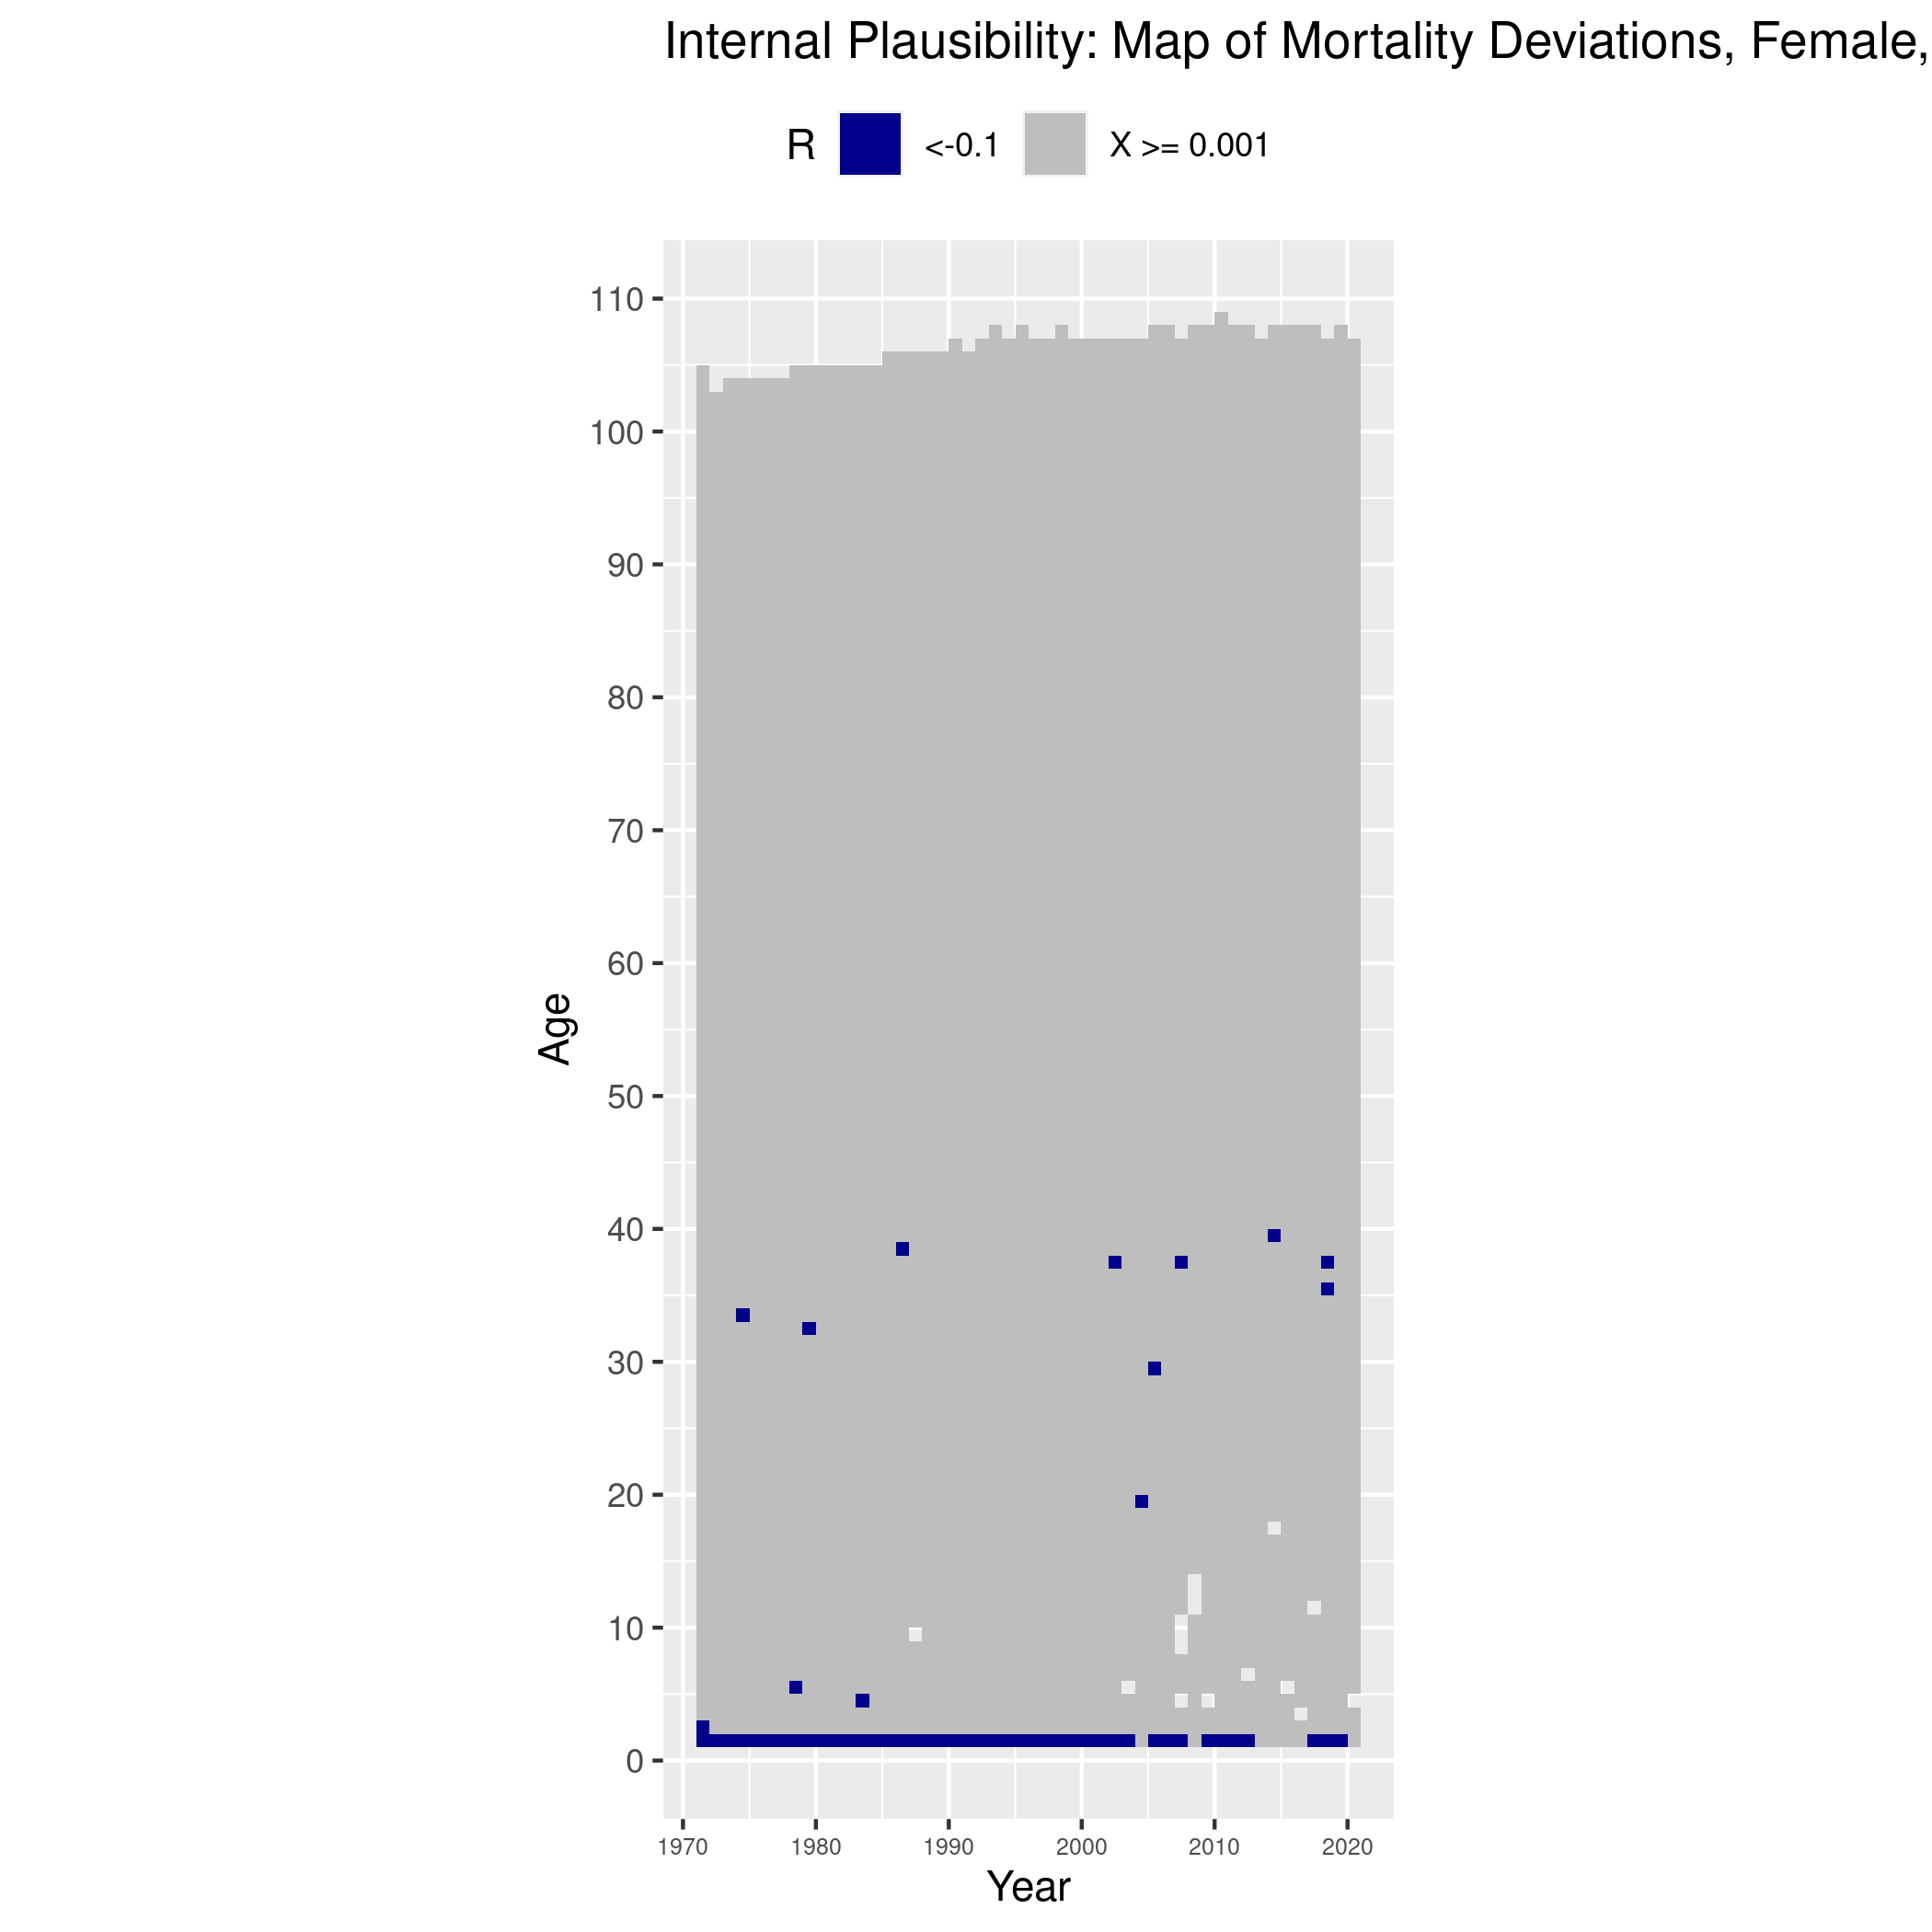 Internal Plausibility: Map of Mortality Deviations, Female,
R <-0.1 X >= 0.001
110
100
90
80
70
60
50
40
30
20
10
0
Age
1970 1980 1990 2000 2010 2020
Year